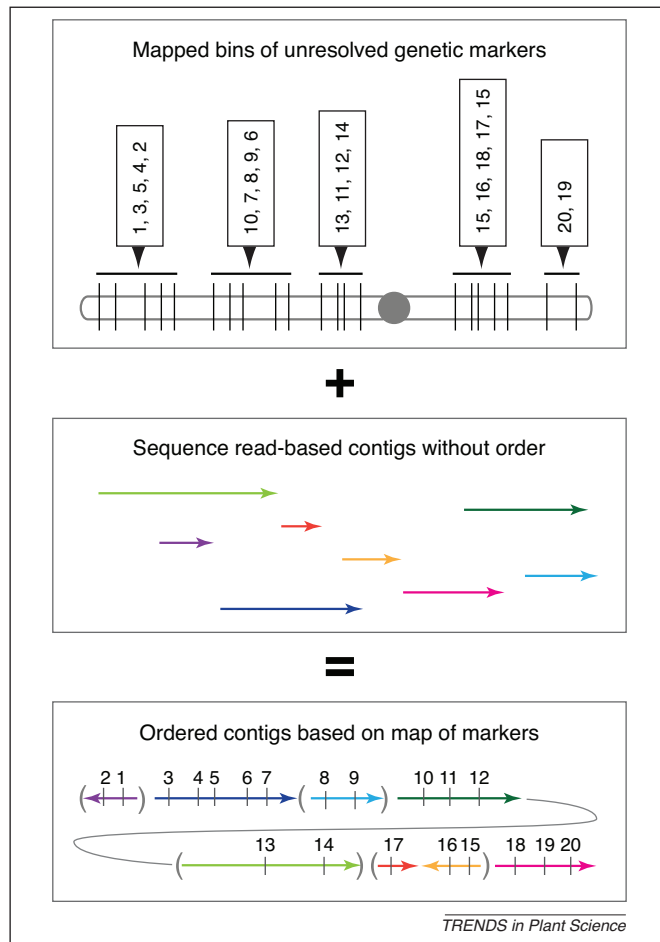 Mapped bins of unresolved genetic markers
1, 3, 5, 4, 2
10, 7, 8, 9, 6
13, 11, 12, 14
15, 16, 18, 17, 15
20, 19
+
Sequence read-based contigs without order
=
Ordered contigs based on map of markers
( 2 1 ) 3 4 5 6 7 ( 8 9 ) 10 11 12
( 13 14 ) ( 17 16 15 ) 18 19 20
TRENDS in Plant Science